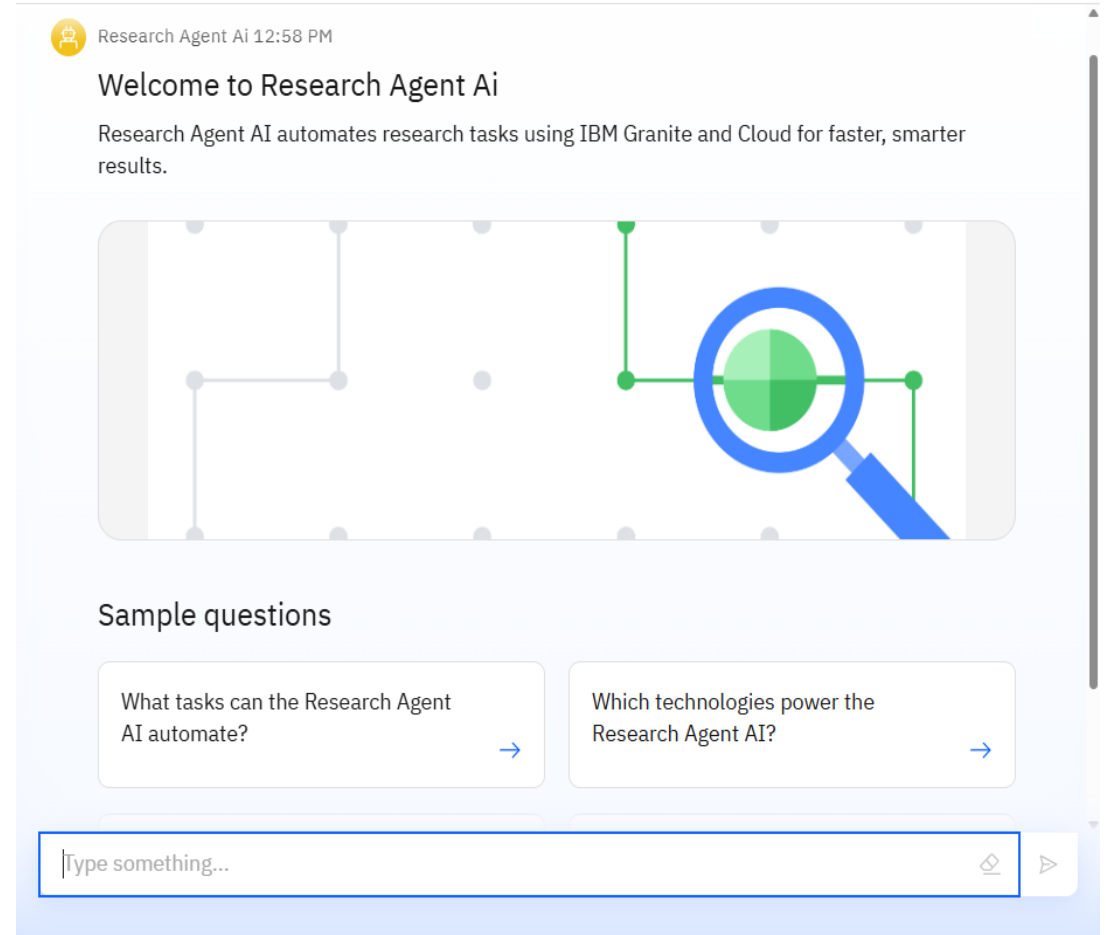 Research Agent Ai 12:58 PM
Welcome to Research Agent Ai
Research Agent AI automates research tasks using IBM Granite and Cloud for faster, smarter
results.
Sample questions
What tasks can the Research Agent
AI automate?
Which technologies power the
Research Agent AI?
Type something...